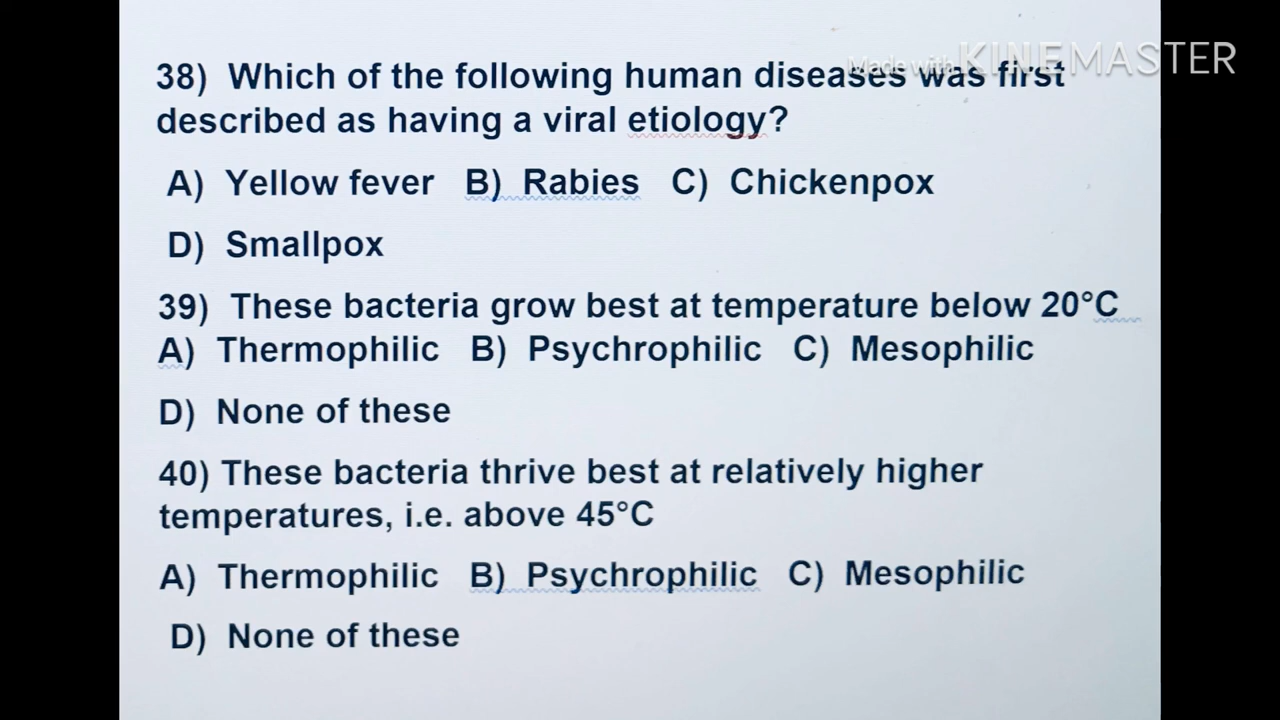 Made with KINEMASTER
38) Which of the following human diseases was first
described as having a viral etiology?
A) Yellow fever B) Rabies C) Chickenpox
D) Smallpox
39) These bacteria grow best at temperature below 20°C
A) Thermophilic B) Psychrophilic C) Mesophilic
D) None of these
40) These bacteria thrive best at relatively higher
temperatures, i.e. above 45°C
A) Thermophilic B) Psychrophilic C) Mesophilic
D) None of these